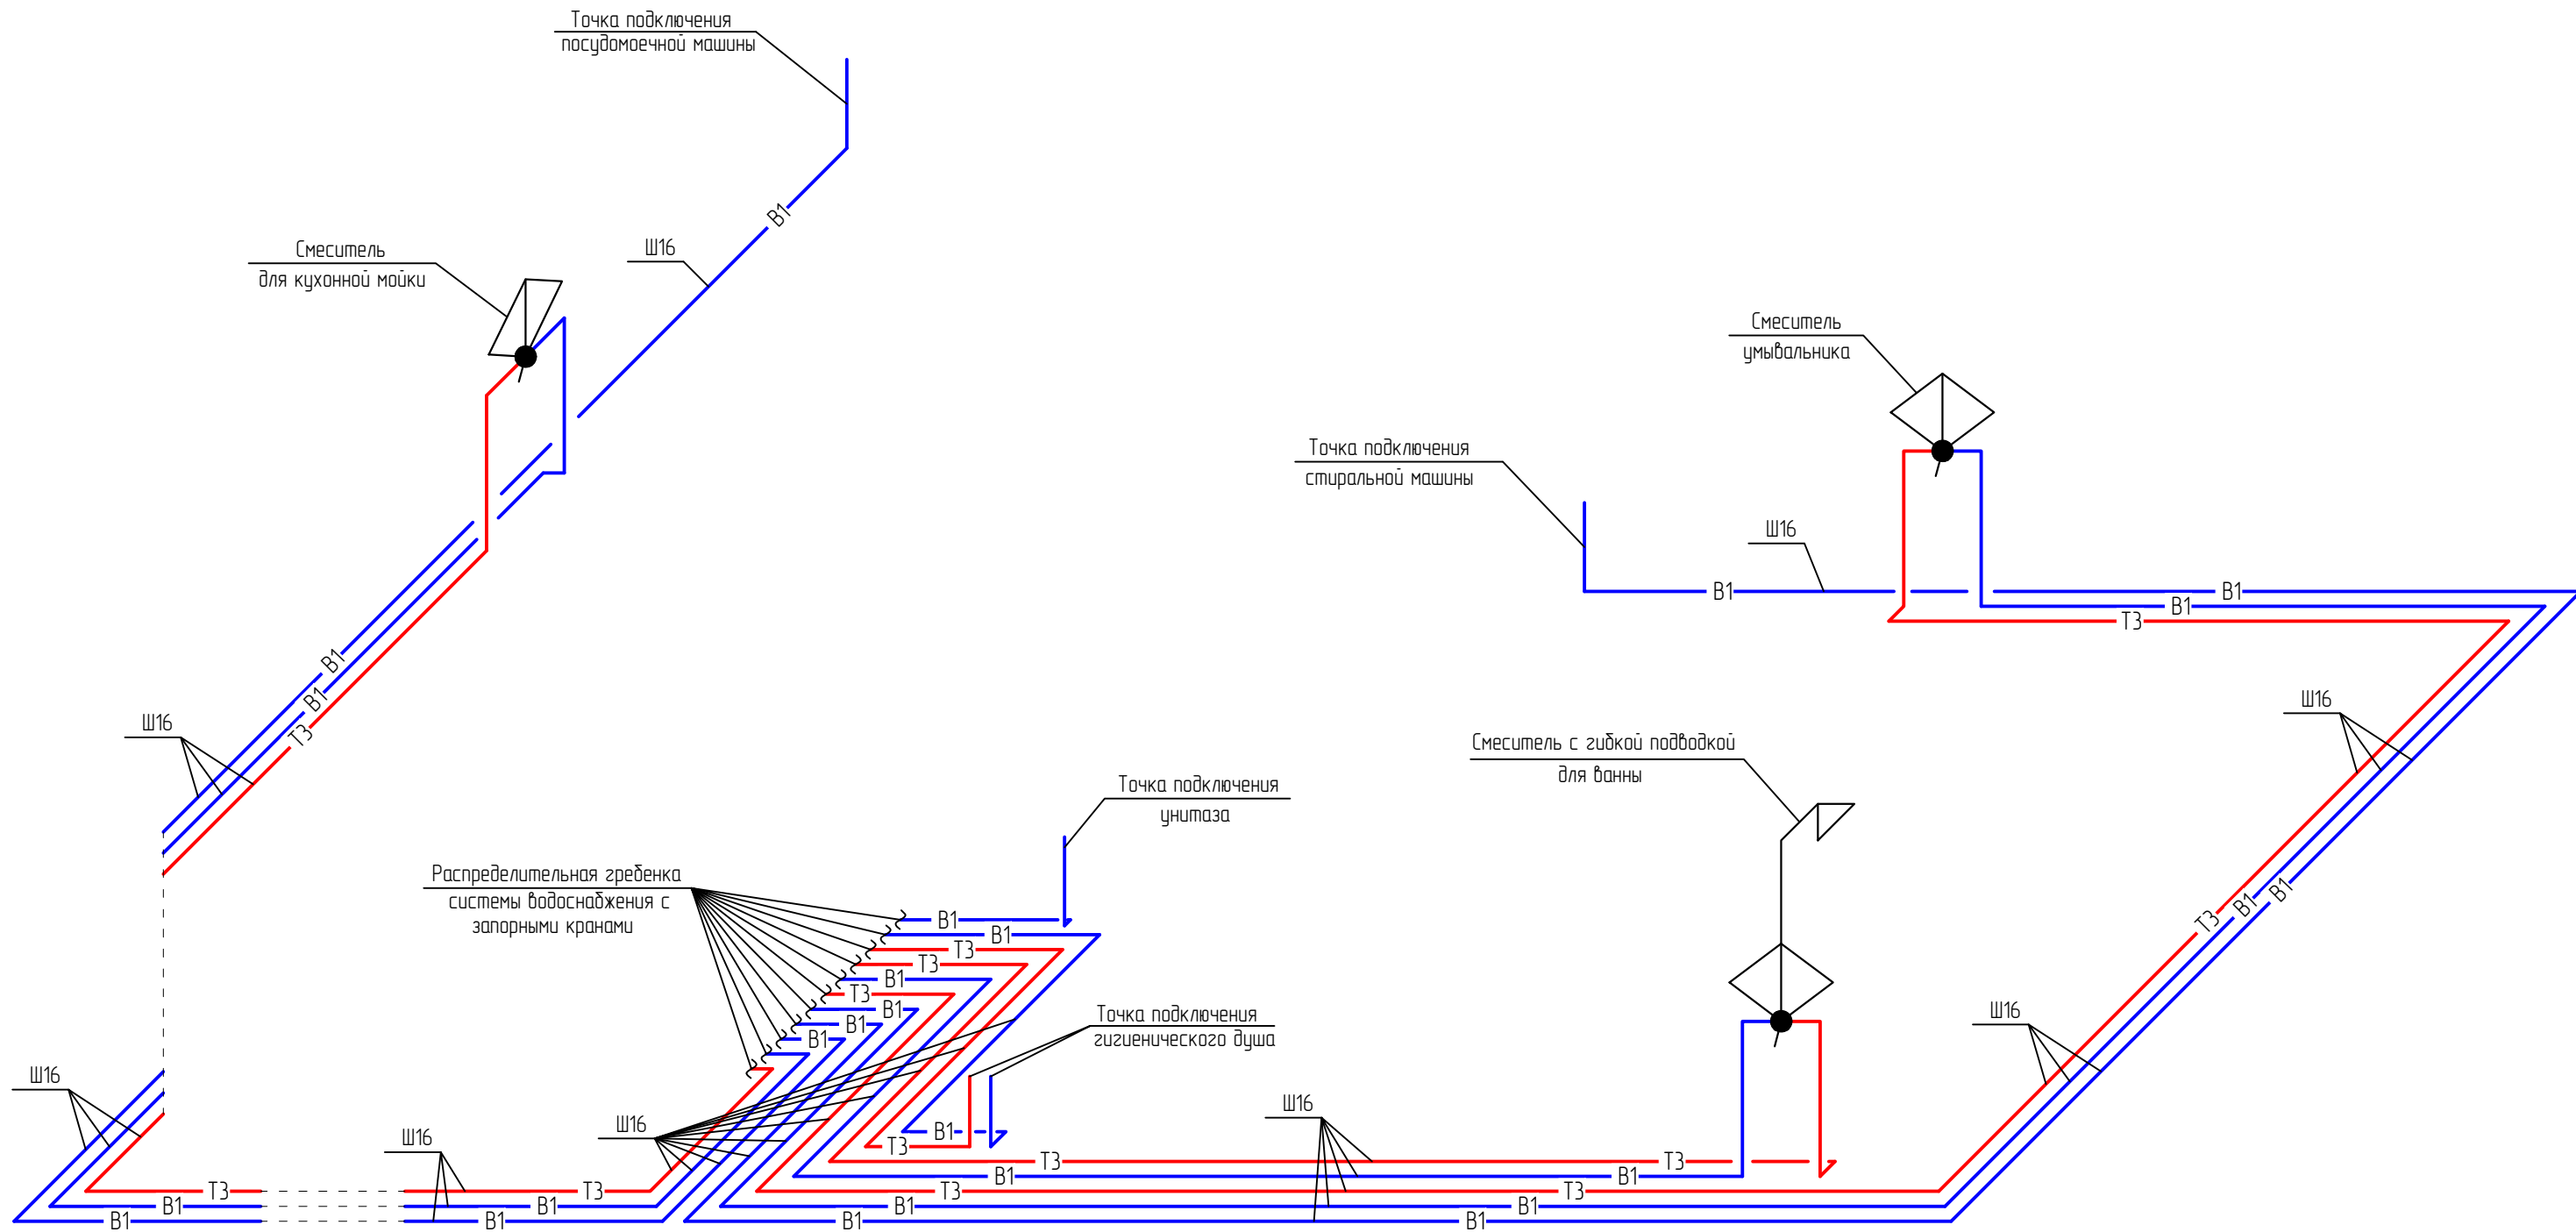 Точка подключения
посудомоечной машины
В1
Ш16
Смеситель
для кухонной мойки
Смеситель
умывальника
Точка подключения
стиральной машины
Ш16
В1
В1
В1
Т3
В1
В1
Т3
Ш16
Ш16
Смеситель с гибкой подводкой
для ванны
Точка подключения
унитаза
Распределительная гребенка
системы водоснабжения с
запорными кранами
В1
В1
Т3
Т3
В1
Т3
В1
В1
В1
Т3
В1
В1
Точка подключения
гигиенического душа
Ш16
Ш16
Ш16
Ш16
Ш16
В1
Т3
Т3
Т3
В1
В1
Т3
Т3
Т3
Т3
В1
В1
В1
В1
В1
В1
В1
В1